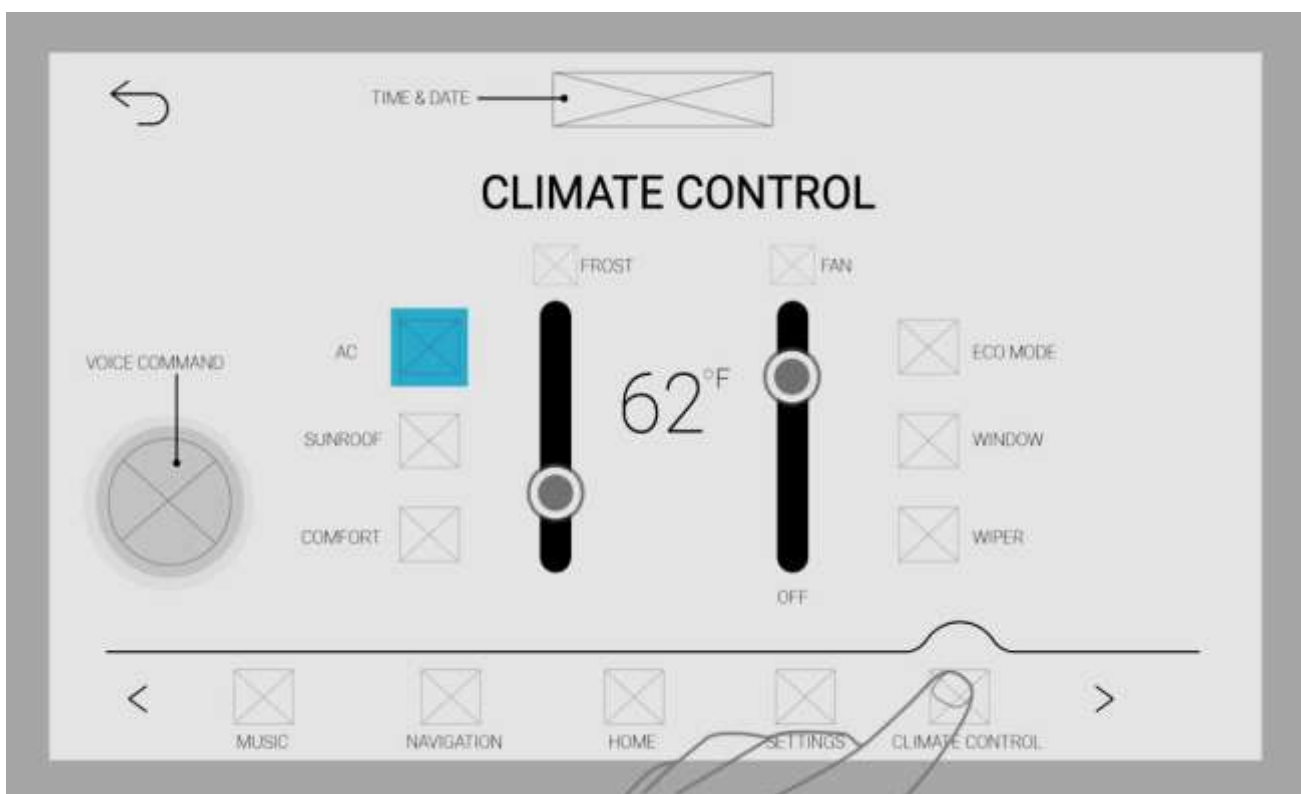 TIME & DATE
CLIMATE CONTROL
FROST
FAN
AC
ECO MODE
VOICE COMMAND
62°F
SUNROOF
WINDOW
COMFORT
WIPER
OFF
<
>
MUSIC
NAVIGATION
HOME
SETTINGS
CLIMATE CONTROL